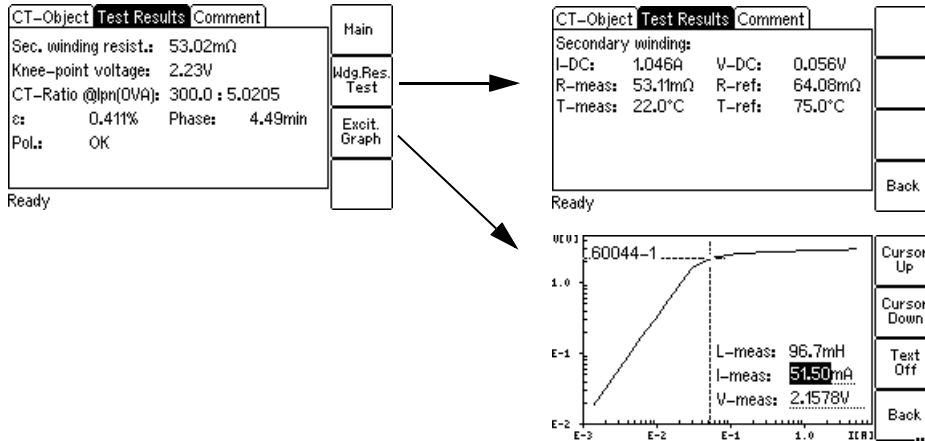 CT-Object Test Results Comment
Sec. winding resist.: 53.02mΩ
Knee-point voltage: 2.23V
CT-Ratio @Ipn(0VA): 300.0 : 5.0205
ε: 0.411% Phase: 4.49min
Pol.: OK
Ready
Main
Wdg.Res.
Test
Excit.
Graph
CT-Object Test Results Comment
Secondary winding:
I-DC: 1.046A V-DC: 0.056V
R-meas: 53.11mΩ R-ref: 64.08mΩ
T-meas: 22.0°C T-ref: 75.0°C
Ready
Back
U[V]
60044-1
1.0
E-1
E-2
L-meas: 96.7mH
I-meas: 51.50mA
V-meas: 2.1578V
E-3 E-2 E-1 1.0 I[A]
Cursor
Up
Cursor
Down
Text
Off
Back